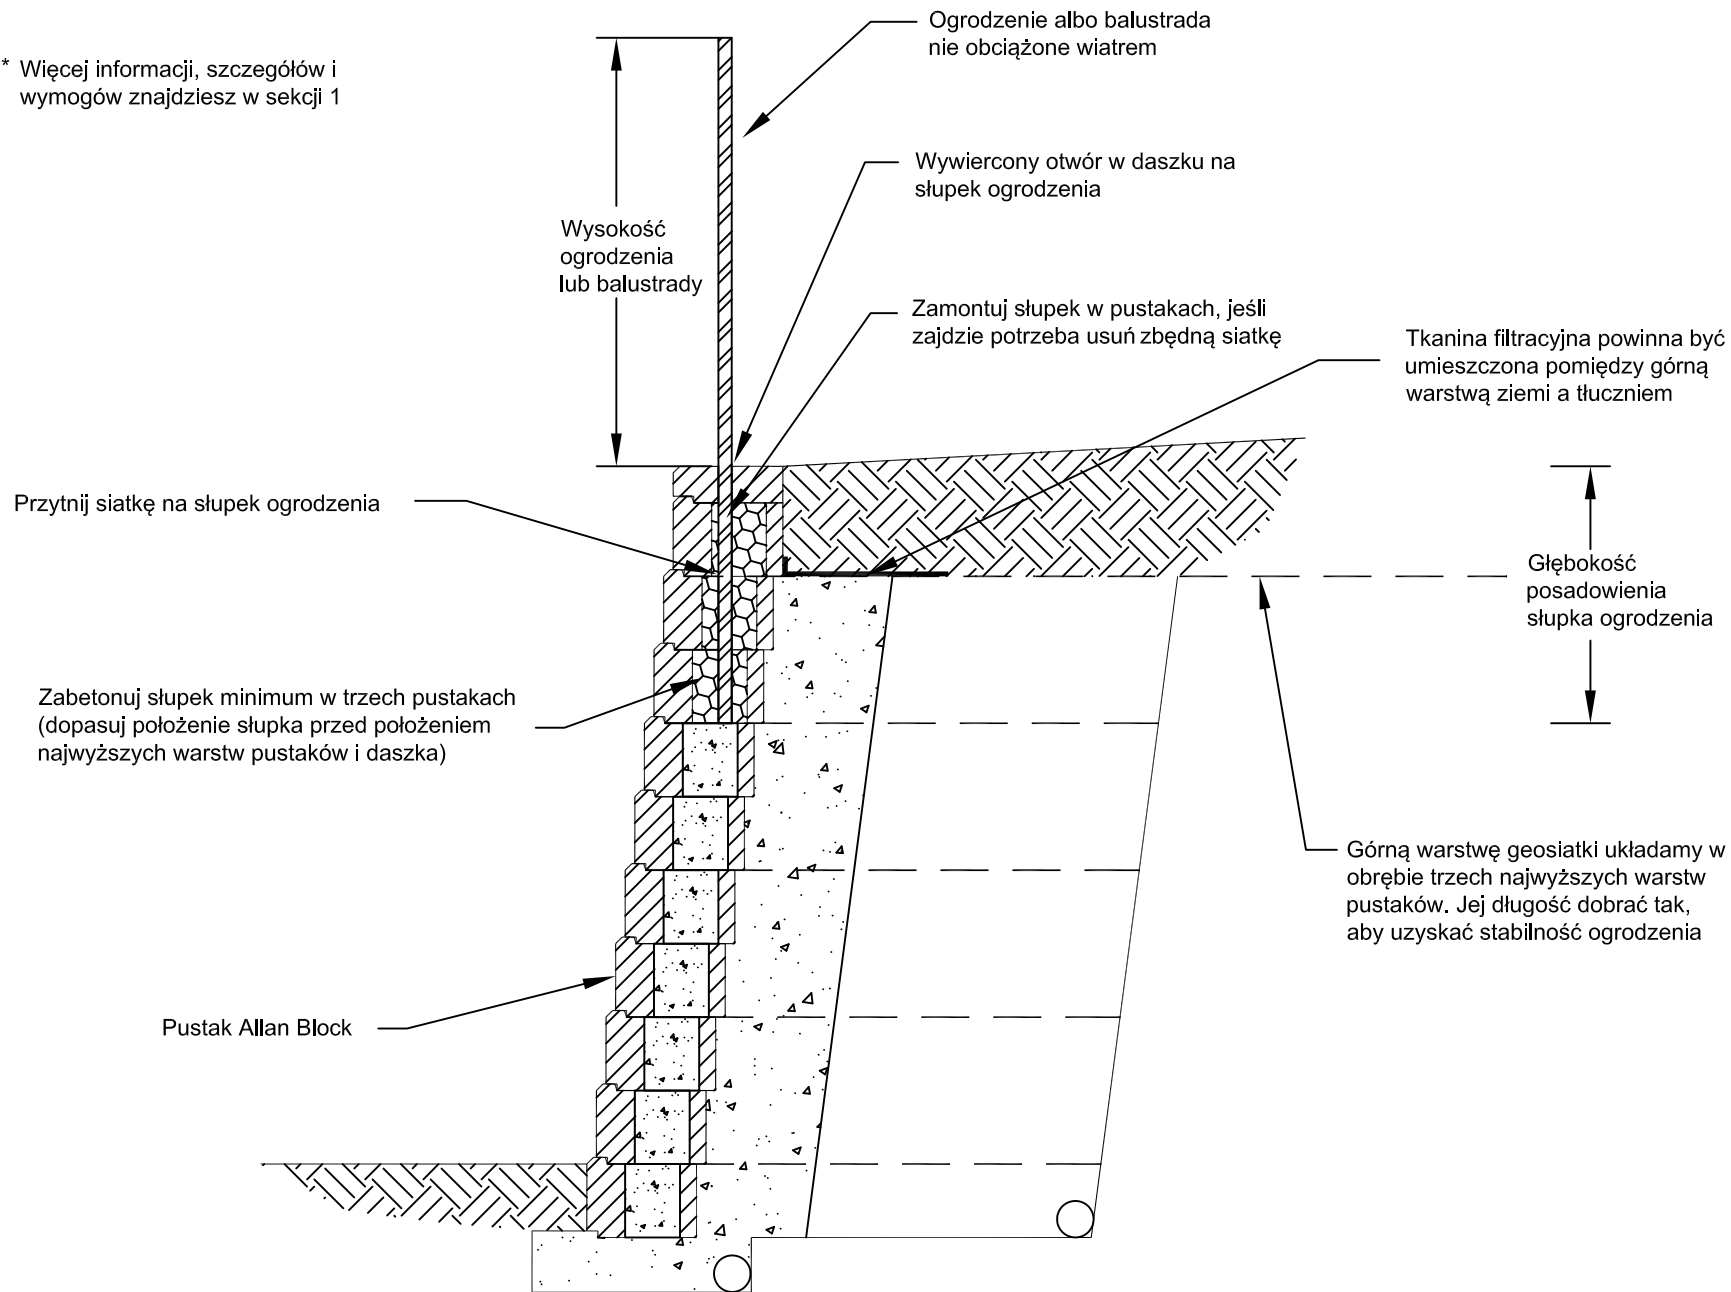 * Więcej informacji, szczegółów i
wymogów znajdziesz w sekcji 1
Ogrodzenie albo balustrada
nie obciążone wiatrem
Wywiercony otwór w daszku na
słupek ogrodzenia
Wysokość
ogrodzenia
lub balustrady
Zamontuj słupek w pustakach, jeśli
zajdzie potrzeba usuń zbędną siatkę
Tkanina filtracyjna powinna być
umieszczona pomiędzy górną
warstwą ziemi a tłuczniem
Przytnij siatkę na słupek ogrodzenia
Głębokość
posadowienia
słupka ogrodzenia
Zabetonuj słupek minimum w trzech pustakach
(dopasuj położenie słupka przed położeniem
najwyższych warstw pustaków i daszka)
Górną warstwę geosiatki układamy w
obrębie trzech najwyższych warstw
pustaków. Jej długość dobrać tak,
aby uzyskać stabilność ogrodzenia
Pustak Allan Block